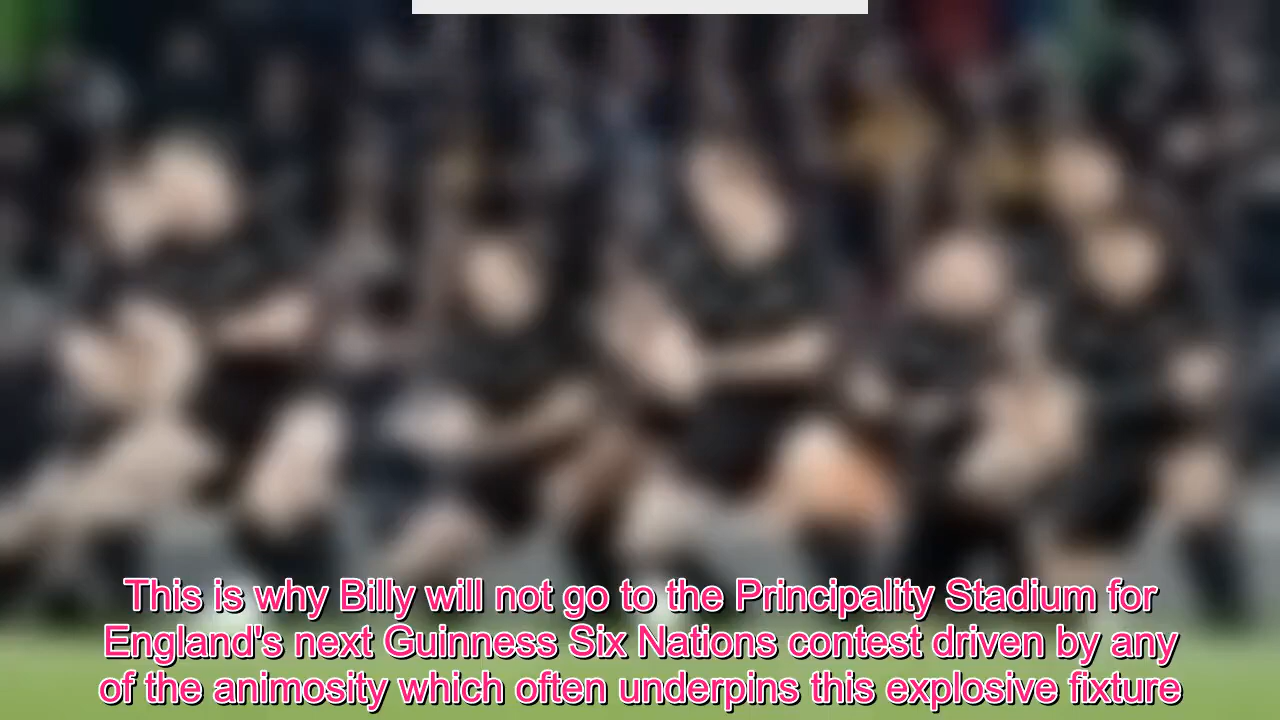 This is why Billy will not go to the Principality Stadium for
England's next Guinness Six Nations contest driven by any
of the animosity which often underpins this explosive fixture